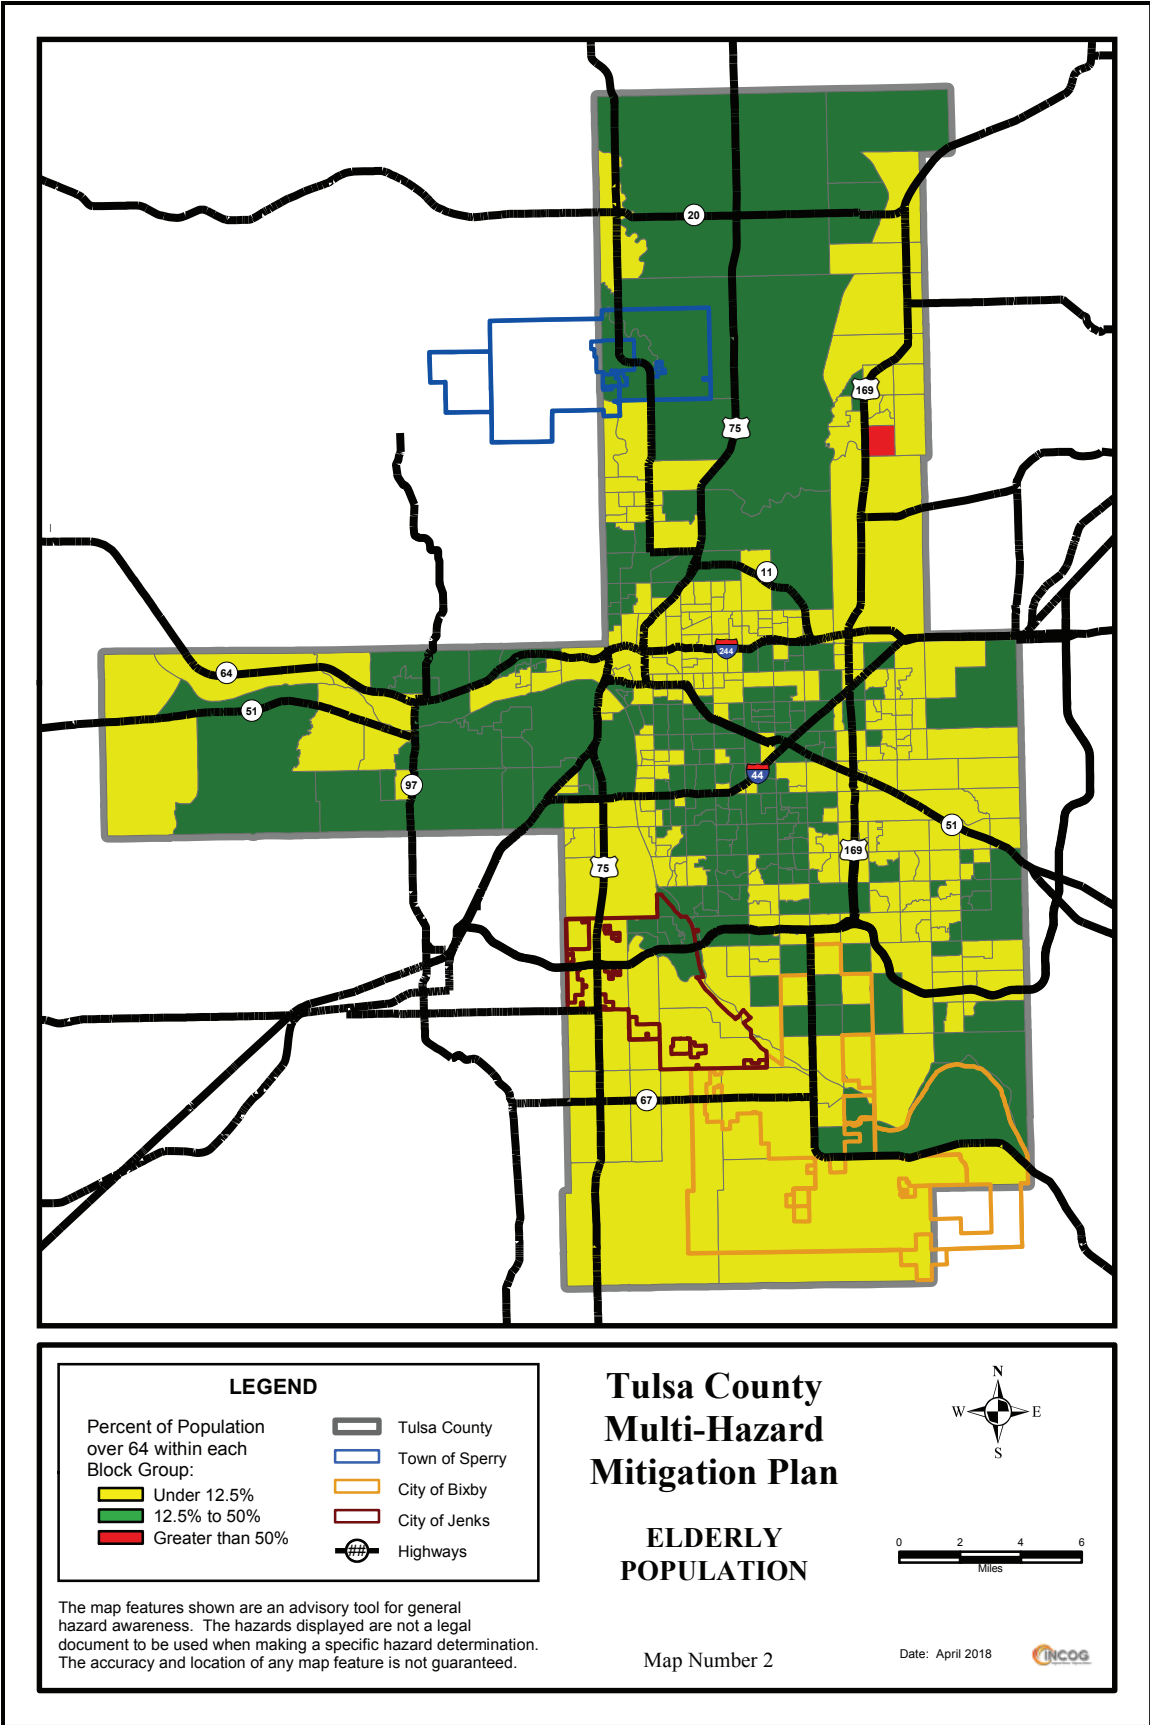 20
169
75
11
244
64
51
44
97
51
169
75
67
LEGEND
Percent of Population
over 64 within each
Block Group:
Under 12.5%
12.5% to 50%
Greater than 50%
Tulsa County
Town of Sperry
City of Bixby
City of Jenks
## Highways
The map features shown are an advisory tool for general
hazard awareness. The hazards displayed are not a legal
document to be used when making a specific hazard determination.
The accuracy and location of any map feature is not guaranteed.
Tulsa County
Multi-Hazard
Mitigation Plan
ELDERLY
POPULATION
Map Number 2
N
W E
S
0 2 4 6
Miles
Date: April 2018
INCOG